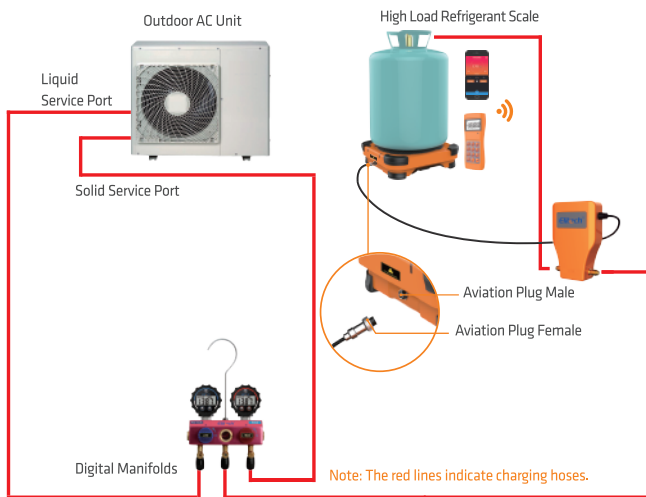 Outdoor AC Unit
High Load Refrigerant Scale
Liquid
Service Port
Solid Service Port
Aviation Plug Male
Aviation Plug Female
Digital Manifolds
Note: The red lines indicate charging hoses.